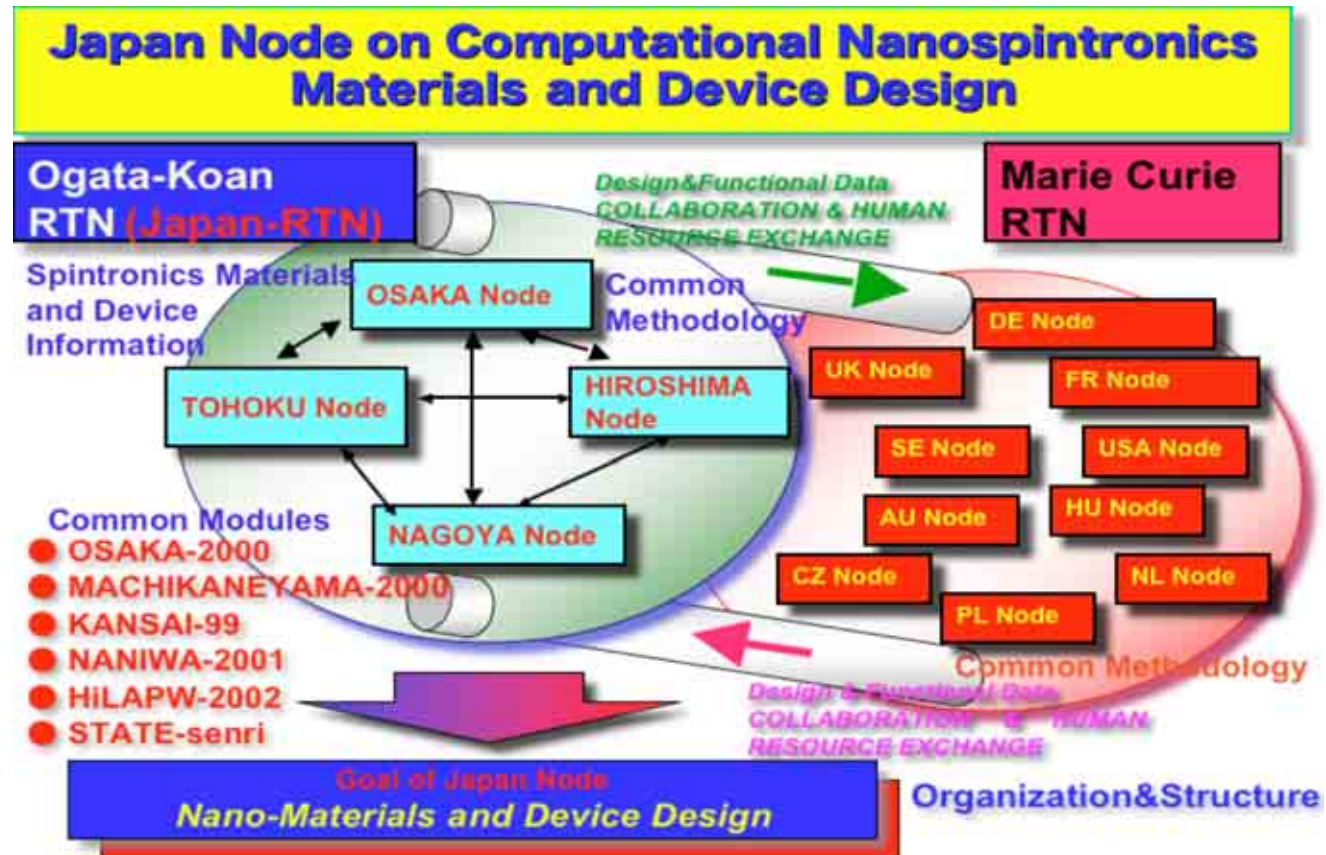 Japan Node on Computational Nanospintronics
Materials and Device Design
Ogata-Koan
RTN (Japan-RTN)
Design&Functional Data
COLLABORATION & HUMAN
RESOURCE EXCHANGE
Marie Curie
RTN
Spintronics Materials
and Device
Information
OSAKA Node
Common
Methodology
TOHOKU Node
HIROSHIMA
Node
NAGOYA Node
DE Node
UK Node
FR Node
SE Node
USA Node
AU Node
HU Node
CZ Node
NL Node
PL Node
Common Methodology
Common Modules
OSAKA-2000
MACHIKANEYAMA-2000
KANSAI-99
NANIWA-2001
HiLAPW-2002
STATE-senri
Design & Functional Data
COLLABORATION & HUMAN
RESOURCE EXCHANGE
Goal of Japan Node
Nano-Materials and Device Design
Organization&Structure